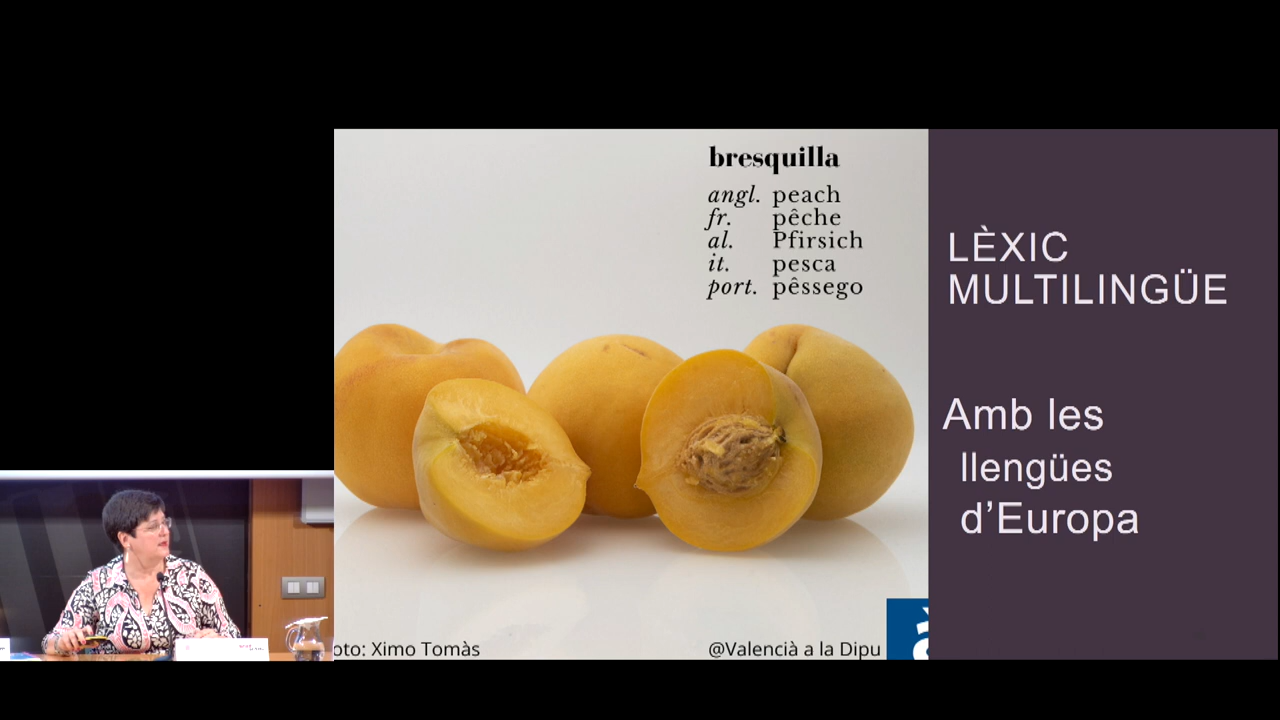 bresquilla
angl. peach
fr. pêche
al. Pfirsich
it. pesca
port. pêssego
LÈXIC
MULTILINGÜE
Amb les
llengües
d’Europa
oto: Ximo Tomàs
@Valencià a la Dipu
à